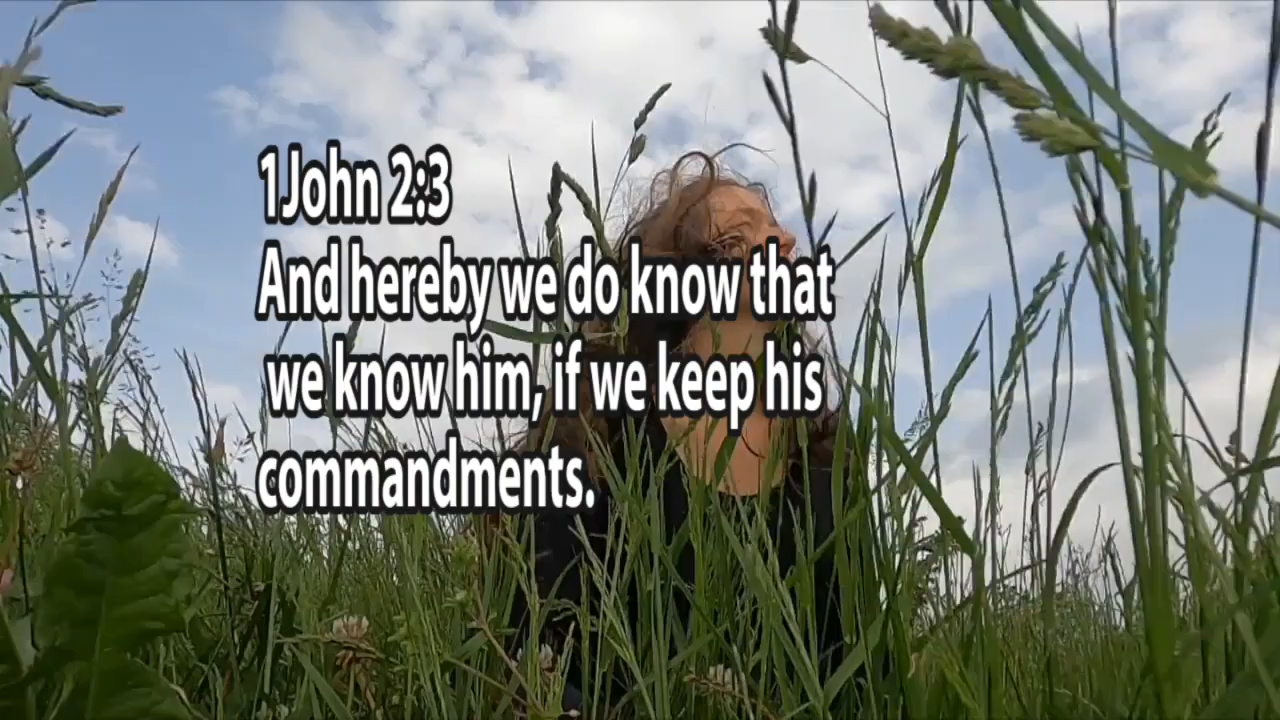 1John 2:3
And hereby we do know that
we know him, if we keep his
commandments.